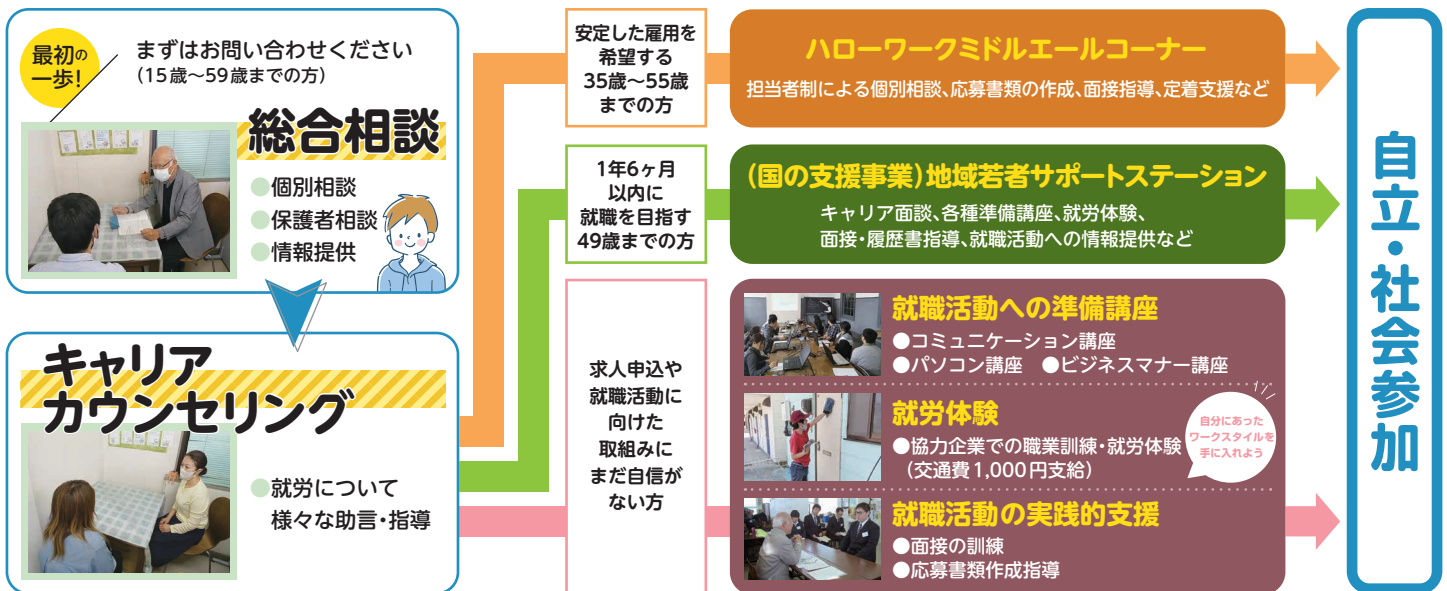 最初の
一歩!
まずはお問い合わせください
(15歳〜59歳までの方)
総合相談
●個別相談
●保護者相談
●情報提供
キャリア
カウンセリング
●就労について
様々な助言・指導
安定した雇用を
希望する
35歳〜55歳
までの方
ハローワークミドルエールコーナー
担当者制による個別相談、応募書類の作成、面接指導、定着支援など
1年6ヶ月
以内に
就職を目指す
49歳までの方
(国の支援事業)地域若者サポートステーション
キャリア面談、各種準備講座、就労体験、
面接・履歴書指導、就職活動への情報提供など
求人申込や
就職活動に
向けた
取組みに
まだ自信が
ない方
就職活動への準備講座
●コミュニケーション講座
●パソコン講座 ●ビジネスマナー講座
就労体験
●協力企業での職業訓練・就労体験
(交通費1,000円支給)
自分にあった
ワークスタイルを
手に入れよう
就職活動の実践的支援
●面接の訓練
●応募書類作成指導
自立・社会参加